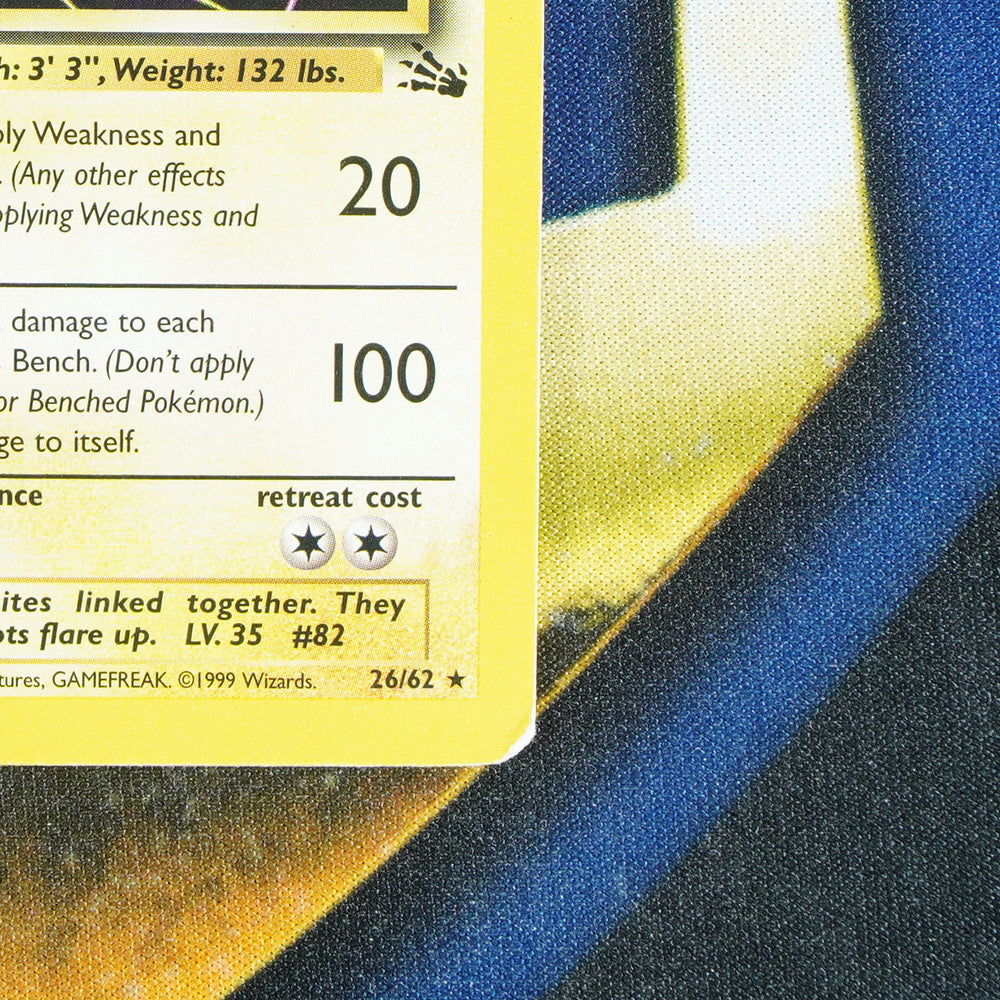 h: 3' 3", Weight: 132 lbs.
ply Weakness and
. (Any other effects
pplying Weakness and
20
damage to each
Bench. (Don't apply
or Benched Pokémon.)
ge to itself.
100
nce retreat cost
ites linked together. They
ots flare up. LV. 35 #82
tures, GAMEFREAK. ©1999 Wizards. 26/62 ★